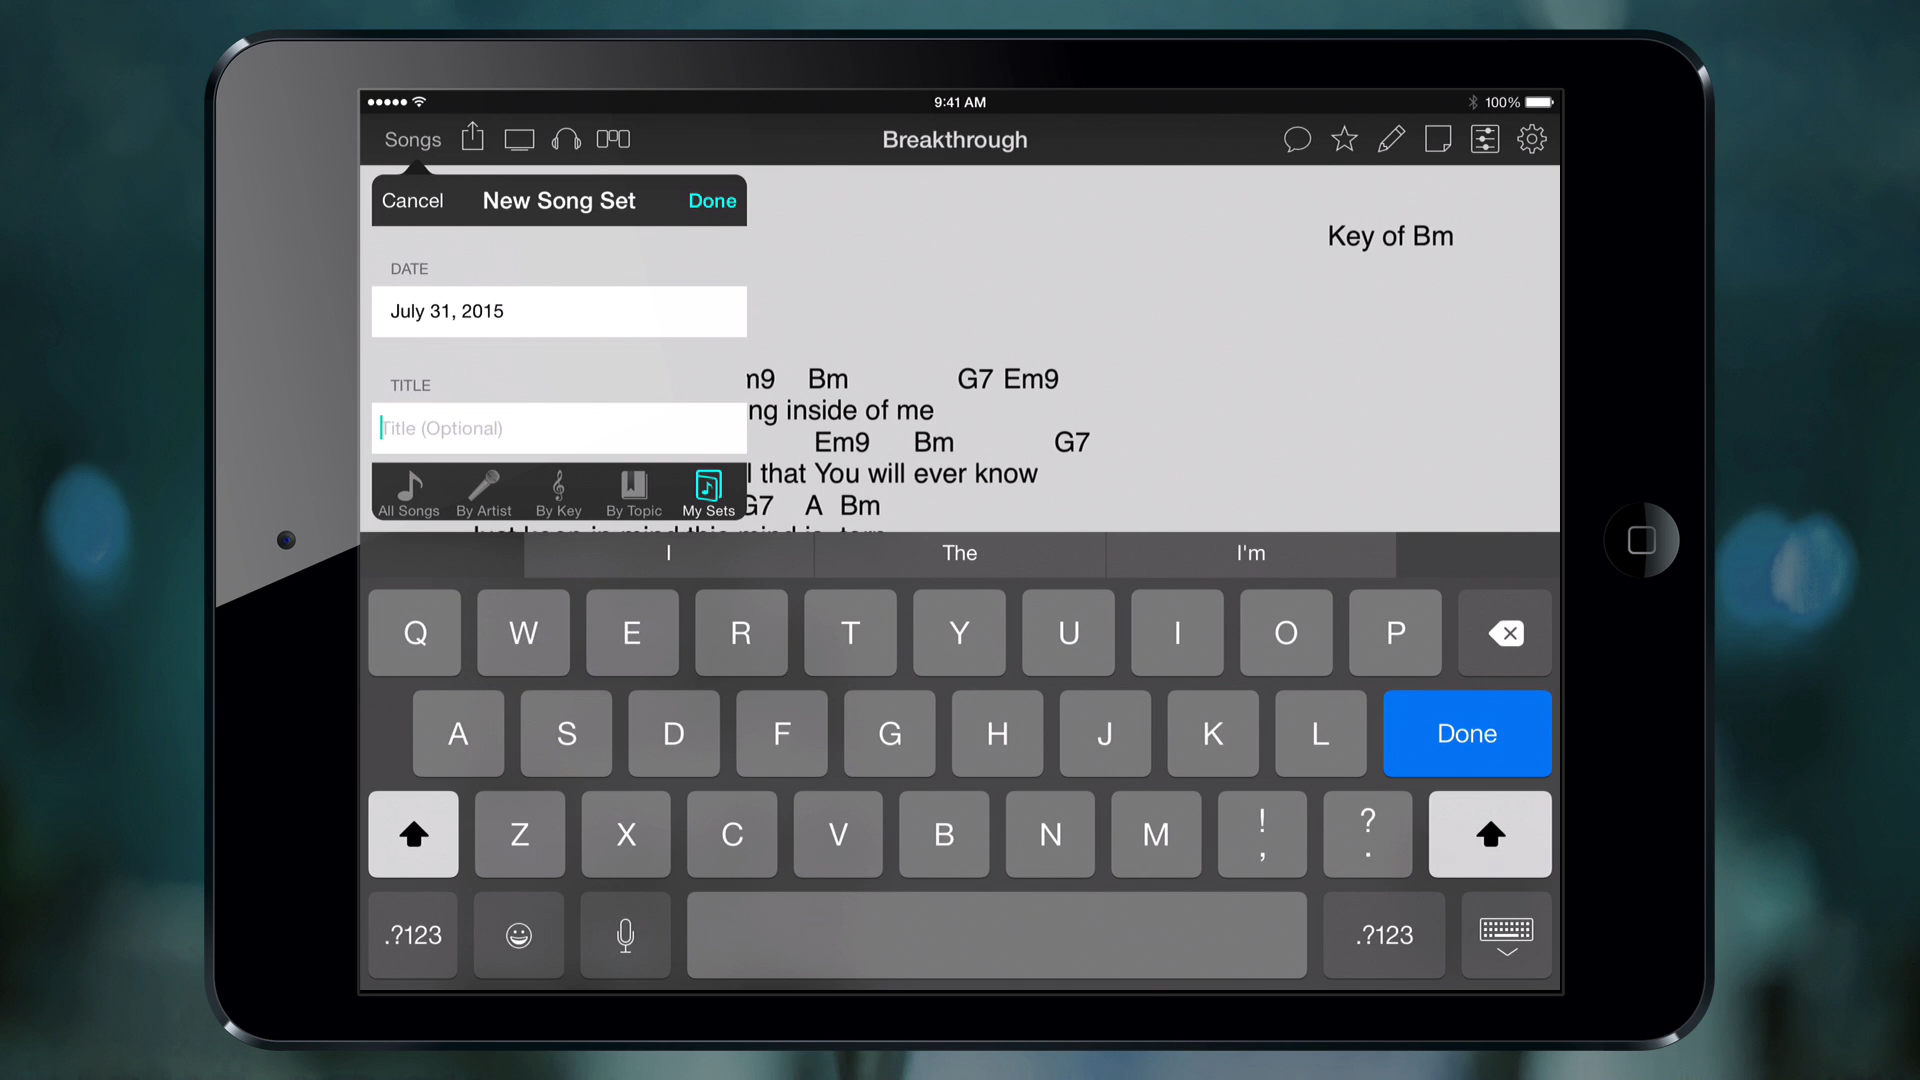 9:41 AM
100%
Songs
Breakthrough
Cancel
New Song Set
Done
Key of Bm
DATE
July 31, 2015
TITLE
Title (Optional)
Bm G7 Em9
inside of me
Em9 Bm G7
that You will ever know
G7 A Bm
All Songs
By Artist
By Key
By Topic
My Sets
I
The
I'm
Q W E R T Y U I O P
A S D F G H J K L Done
Z X C V B N M ! , ? .
.?123
.?123